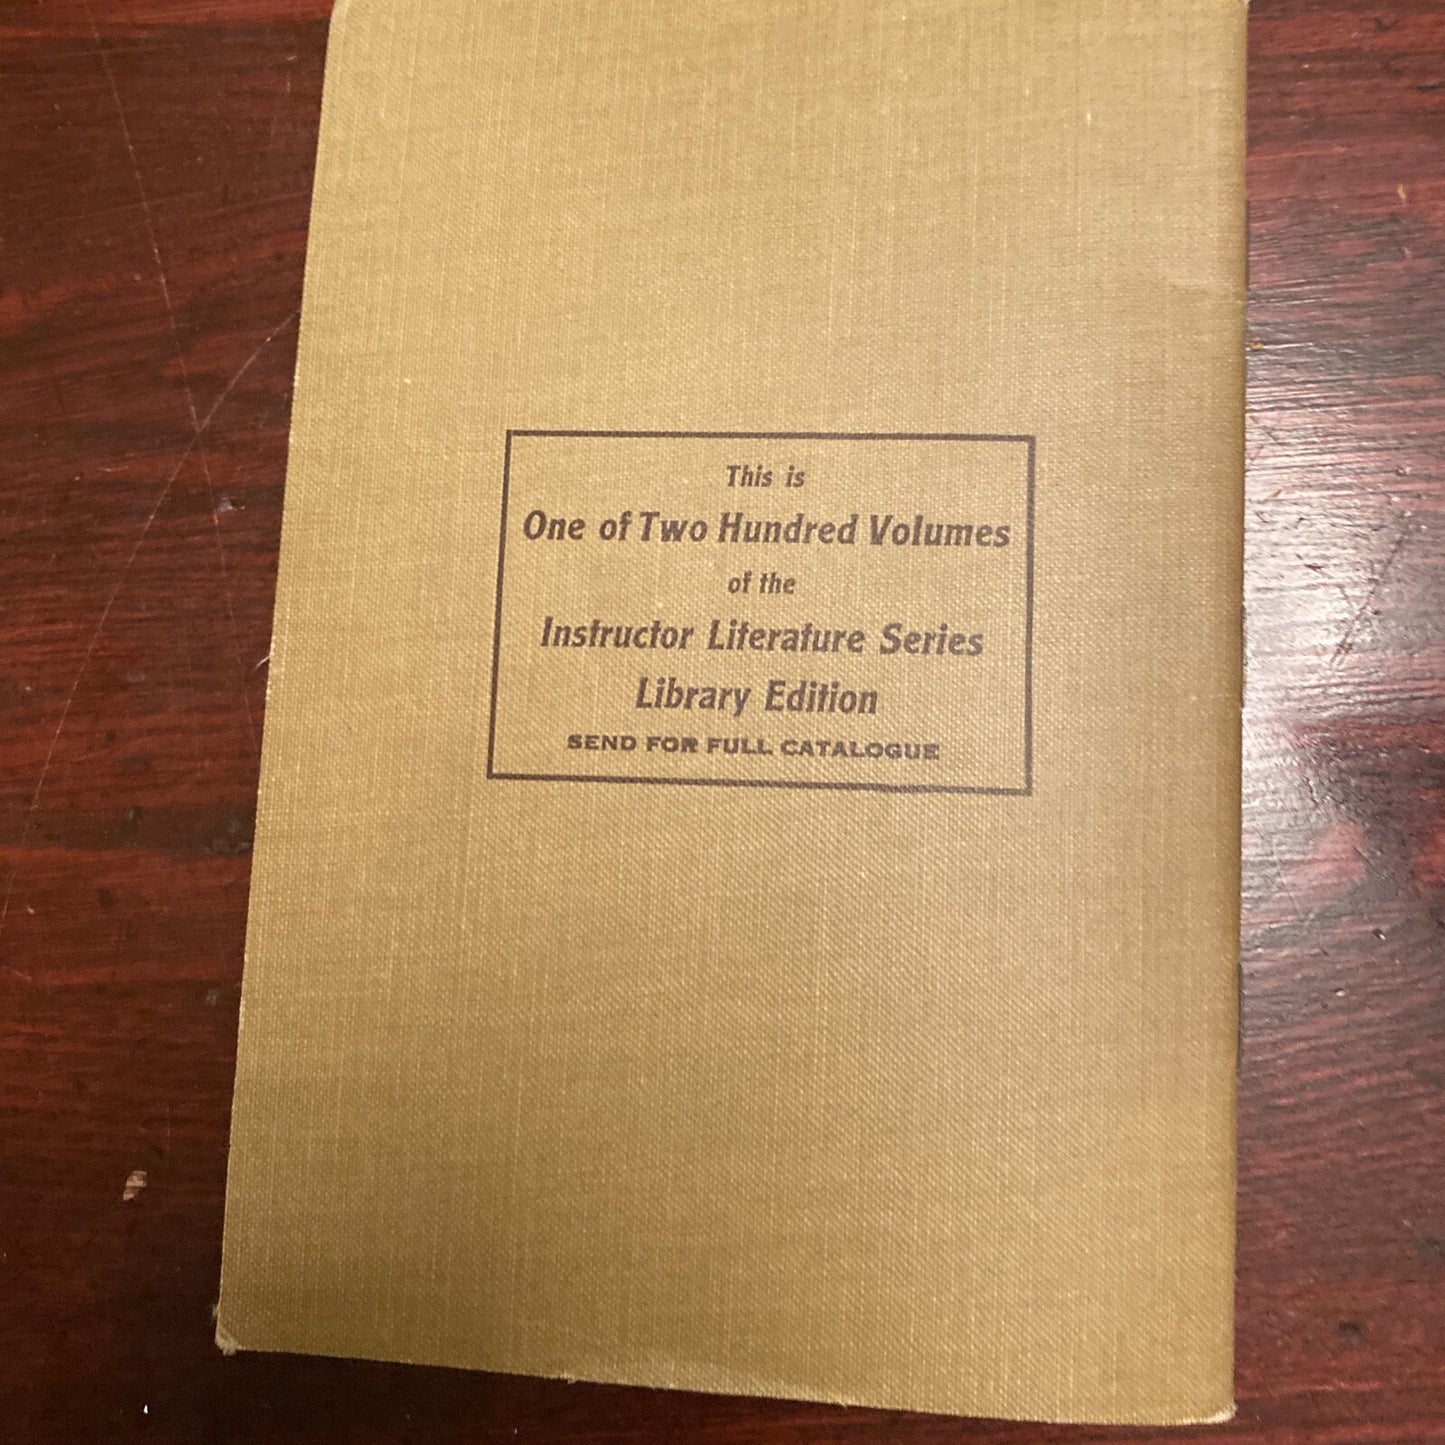 This is
One of Two Hundred Volumes
of the
Instructor Literature Series
Library Edition
SEND FOR FULL CATALOGUE